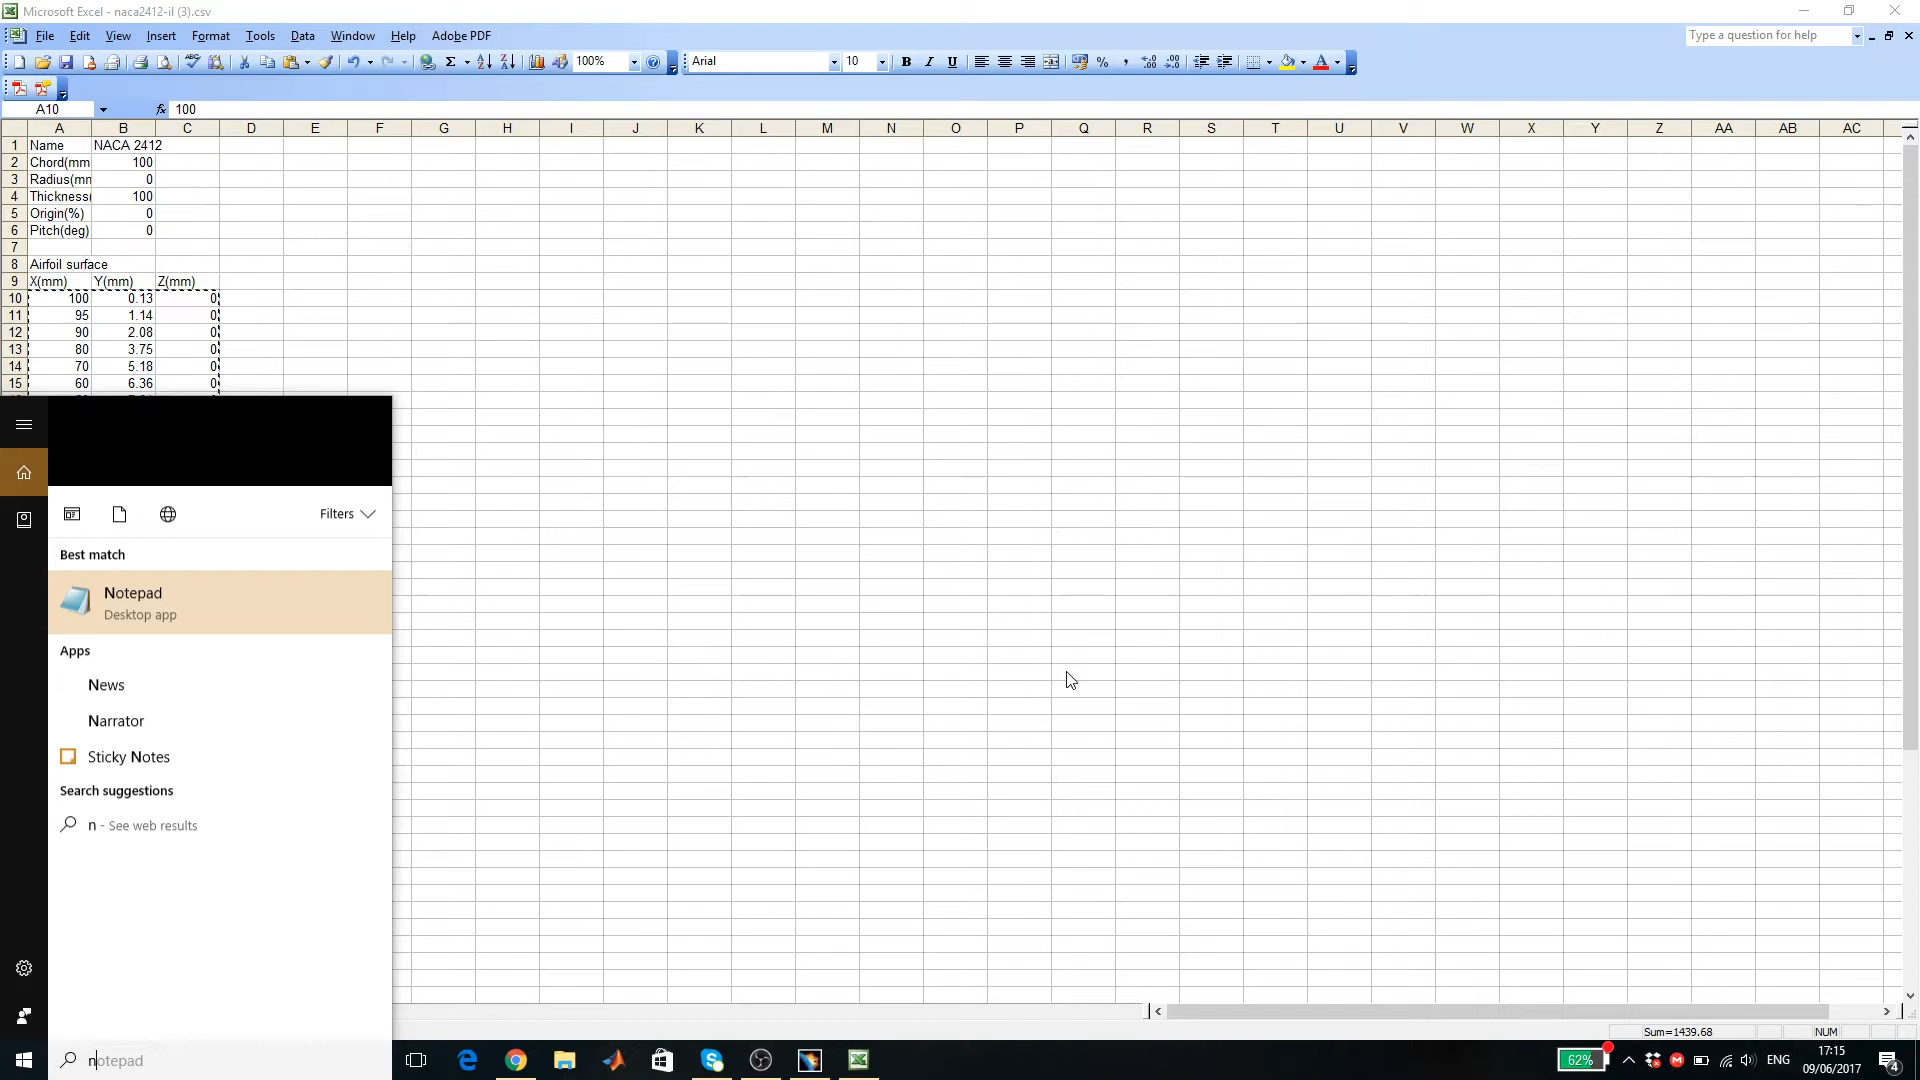 Microsoft Excel - naca2412-il (3).csv
File Edit View Insert Format Tools Data Window Help Adobe PDF
Type a question for help
100% Arial 10 B I U
A10 fx 100
A B C D E F G H I J K L M N O P Q R S T U V W X Y Z AA AB AC
1 Name NACA 2412
2 Chord(mm 100
3 Radius(mm 0
4 Thickness( 100
5 Origin(%) 0
6 Pitch(deg) 0
7
8 Airfoil surface
9 X(mm) Y(mm) Z(mm)
10 100 0.13 0
11 95 1.14 0
12 90 2.08 0
13 80 3.75 0
14 70 5.18 0
15 60 6.36 0
Filters
Best match
Notepad
Desktop app
Apps
News
Narrator
Sticky Notes
Search suggestions
n - See web results
Sum=1439.68 NUM
notepad
62% ENG 17:15
09/06/2017 4